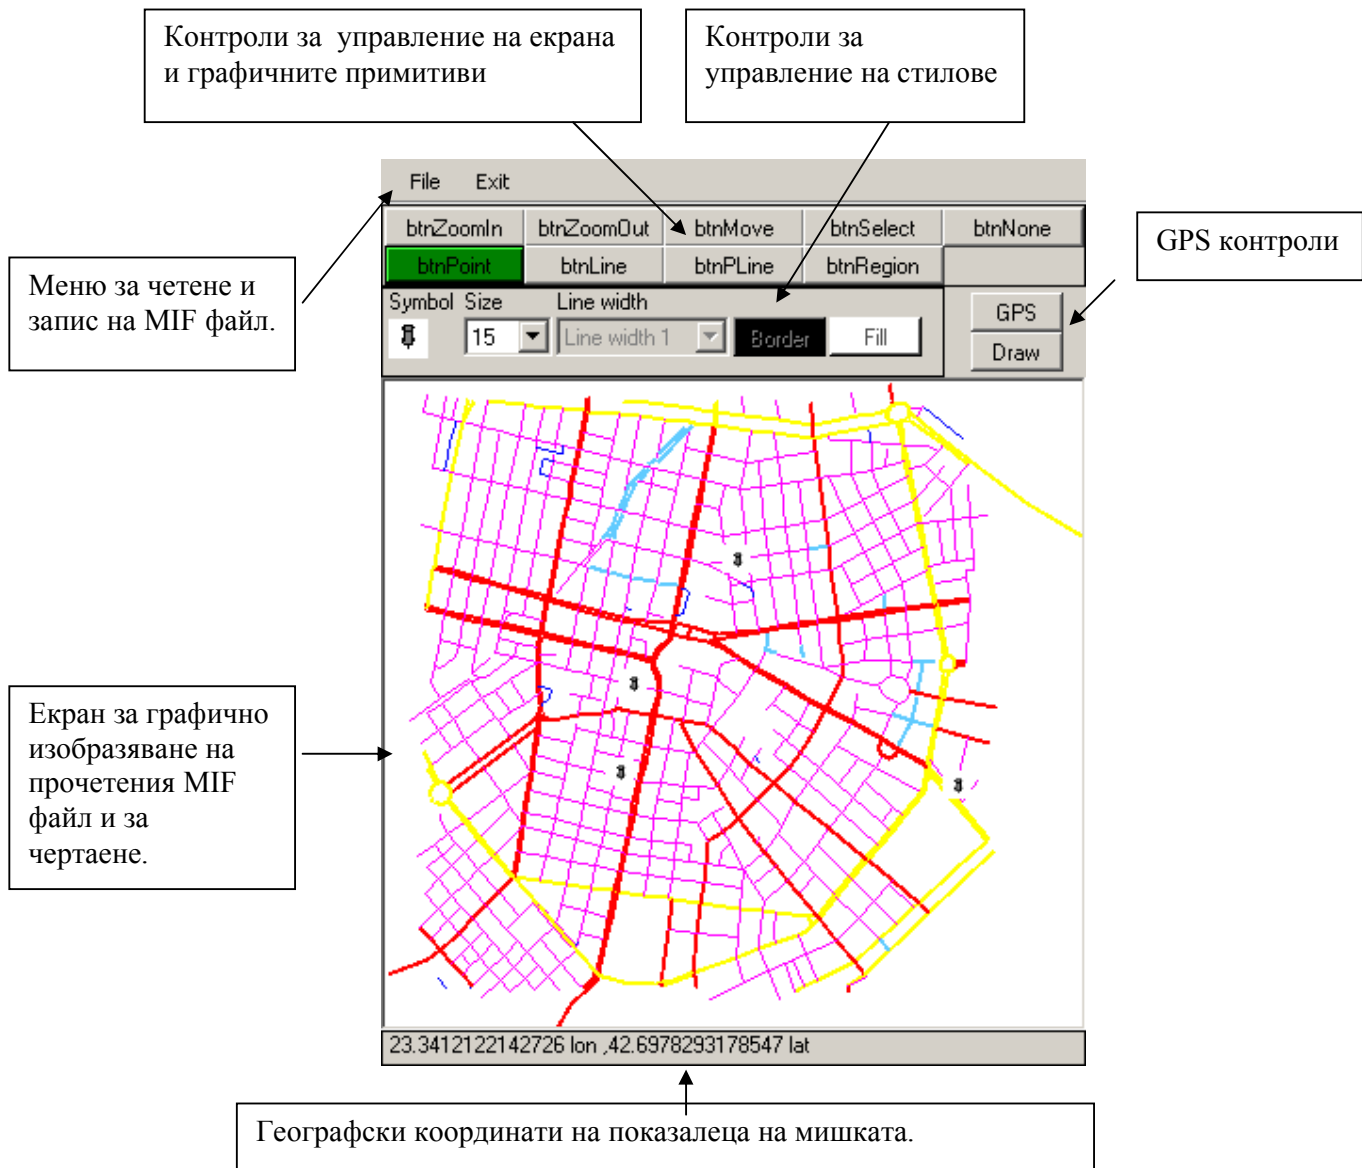 Контроли за управление на екрана
и графичните примитиви
Контроли за
управление на стилове
File Exit
btnZoomIn btnZoomOut btnMove btnSelect btnNone
btnPoint btnLine btnPLine btnRegion
GPS контроли
Меню за четене и
запис на MIF файл.
Symbol Size Line width
15 Line width 1 Border Fill
GPS
Draw
Екран за графично
изобразяване на
прочетения MIF
файл и за
чертаене.
23.3412122142726 lon ,42.6978293178547 lat
Географски координати на показалеца на мишката.